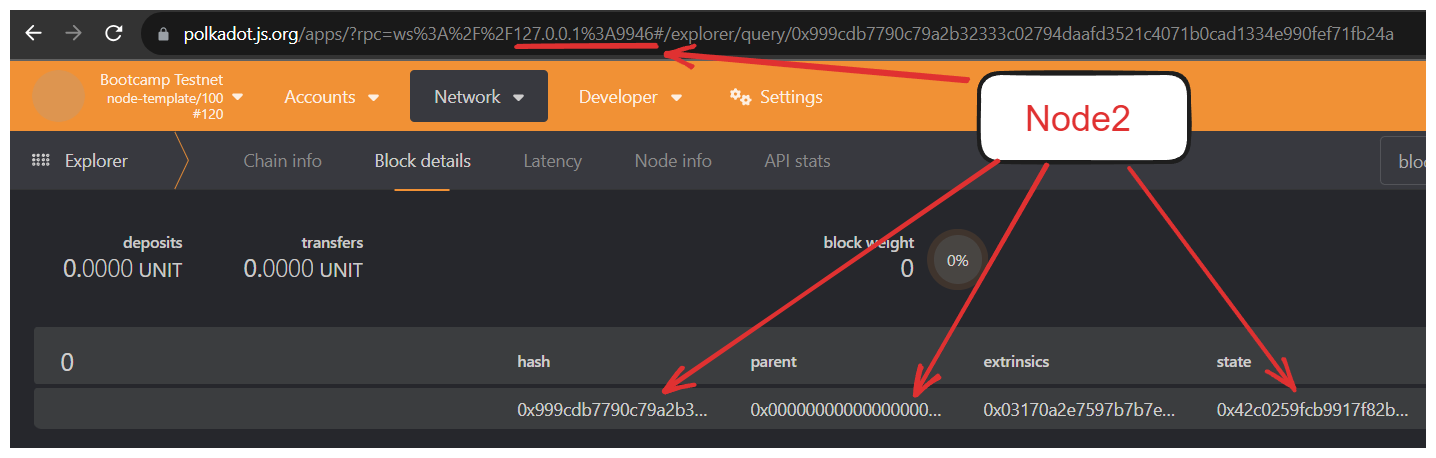 polkadot.js.org/apps/?rpc=ws%3A%2F%2F127.0.0.1%3A9946#/explorer/query/0x999cdb7790c79a2b32333c02794daafd3521c4071b0cad1334e990fef71fb24a
Bootcamp Testnet
node-template/100
#120
Accounts
Network
Developer
Settings
Node2
Explorer
Chain info
Block details
Latency
Node info
API stats
bloc
deposits
0.0000 UNIT
transfers
0.0000 UNIT
block weight
0
0%
0 hash parent extrinsics state
0x999cdb7790c79a2b3... 0x00000000000000000... 0x03170a2e7597b7b7e... 0x42c0259fcb9917f82b...